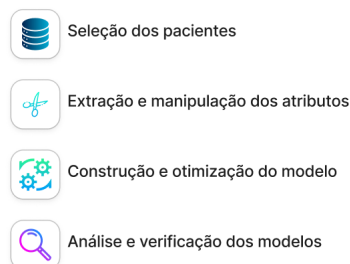 Seleção dos pacientes
Extração e manipulação dos atributos
Construção e otimização do modelo
Análise e verificação dos modelos